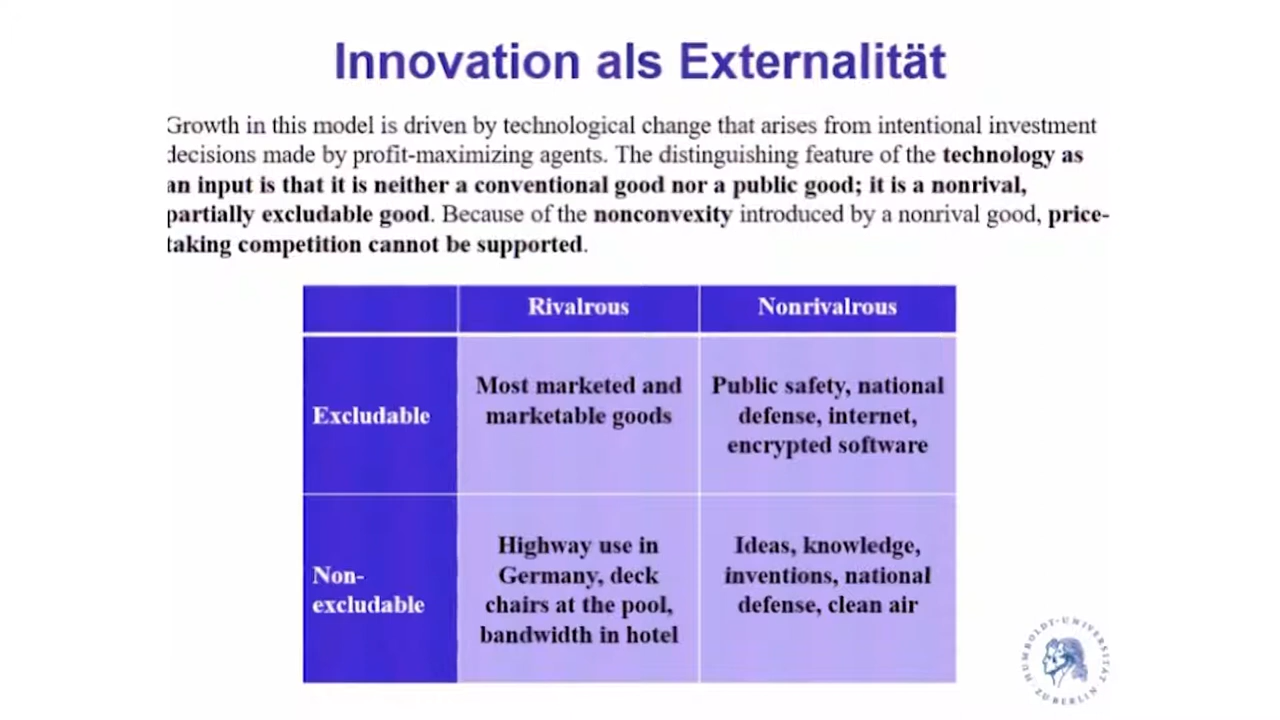 Innovation als Externalität
Growth in this model is driven by technological change that arises from intentional investment
decisions made by profit-maximizing agents. The distinguishing feature of the technology as
an input is that it is neither a conventional good nor a public good; it is a nonrival,
partially excludable good. Because of the nonconvexity introduced by a nonrival good, price-
taking competition cannot be supported.
Rivalrous
Nonrivalrous
Excludable
Most marketed and
marketable goods
Public safety, national
defense, internet,
encrypted software
Non-
excludable
Highway use in
Germany, deck
chairs at the pool,
bandwidth in hotel
Ideas, knowledge,
inventions, national
defense, clean air
HUMBOLDT-UNIVERSITÄT
ZU BERLIN